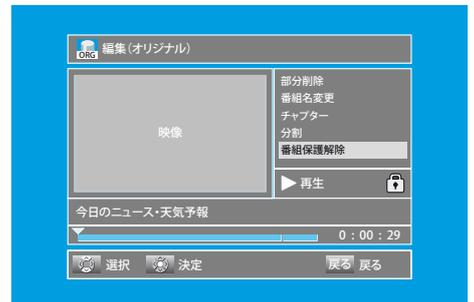 ORG 編集(オリジナル)
映像
部分削除
番組名変更
チャプター
分割
番組保護解除
再生
今日のニュース・天気予報
0:00:29
選択 決定 戻る 戻る